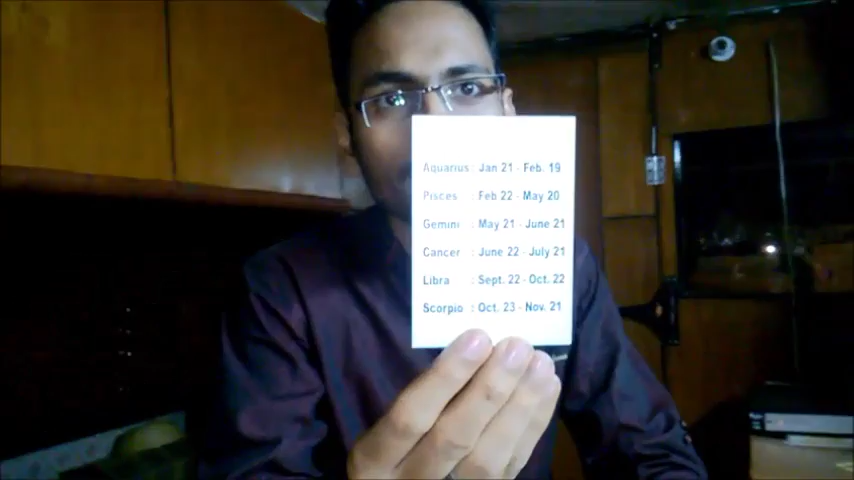 Aquarius : Jan 21 - Feb. 19
Pisces : Feb 22 - May 20
Gemini : May 21 - June 21
Cancer : June 22 - July 21
Libra : Sept. 22 - Oct. 22
Scorpio : Oct. 23 - Nov. 21